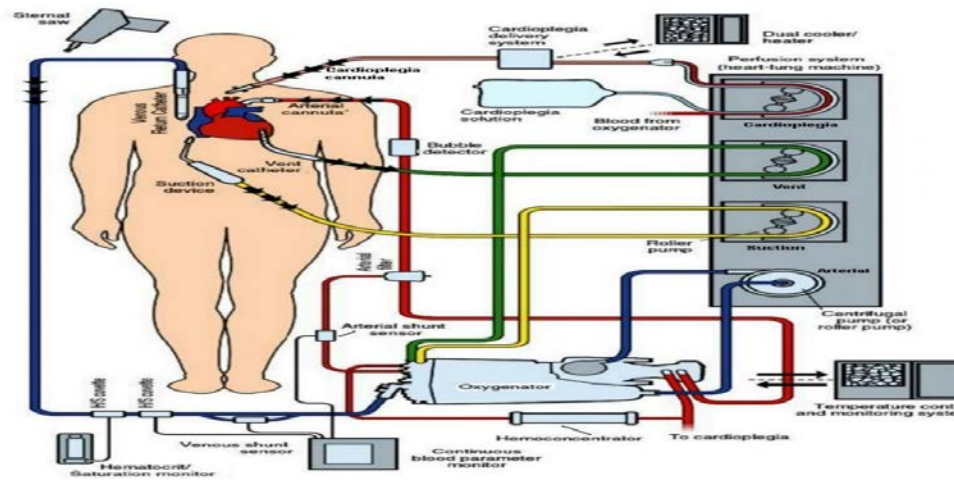 Sternal
saw
Cardioplegia
delivery
system
Dual cooler/
heater
Perfusion system
(heart-lung machine)
Cardioplegia
cannula
Venous
Return Catheter
Arterial
cannula
Cardioplegia
solution
Blood from
oxygenator
Cardioplegia
Bubble
detector
Vent
catheter
Vent
Suction
device
Roller
pump
Suction
Arterial
filter
Arterial
Centrifugal
pump (or
roller pump)
Arterial shunt
sensor
Oxygenator
H/S cuvette
H/S cuvette
Temperature cont
and monitoring syste
Hemoconcentrator
To cardioplegia
Venous shunt
sensor
Continuous
blood parameter
monitor
Hematocrit/
Saturation monitor